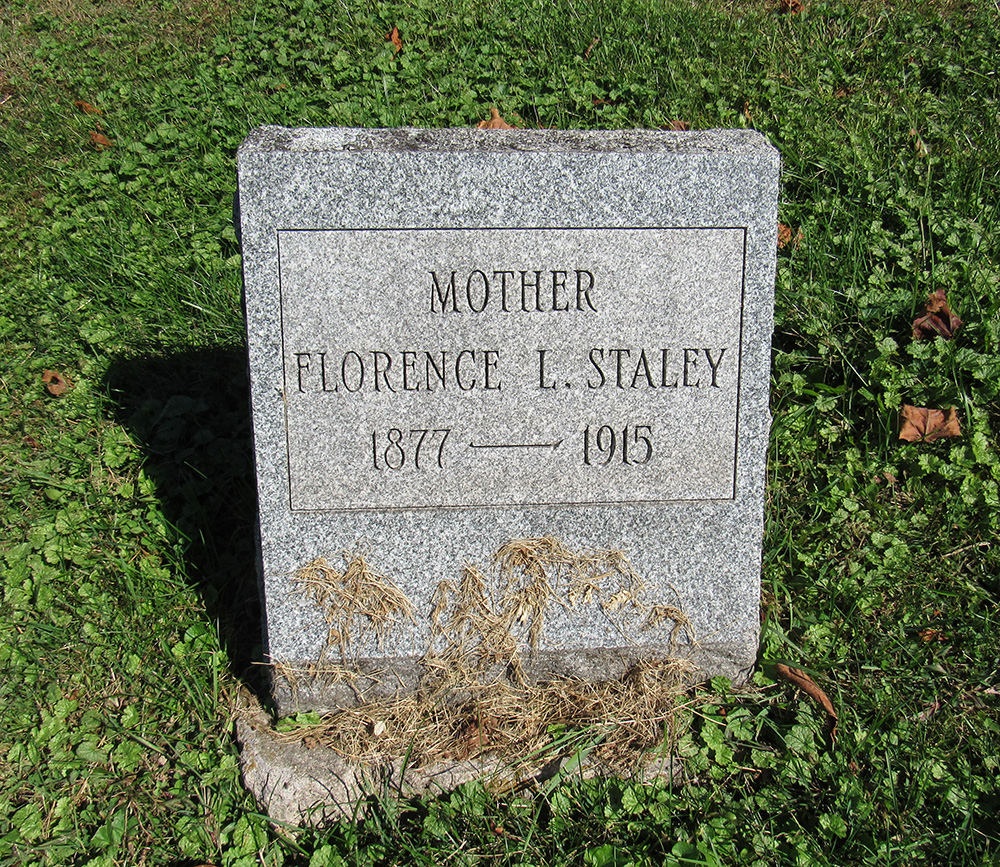 MOTHER
FLORENCE L. STALEY
1877 — 1915